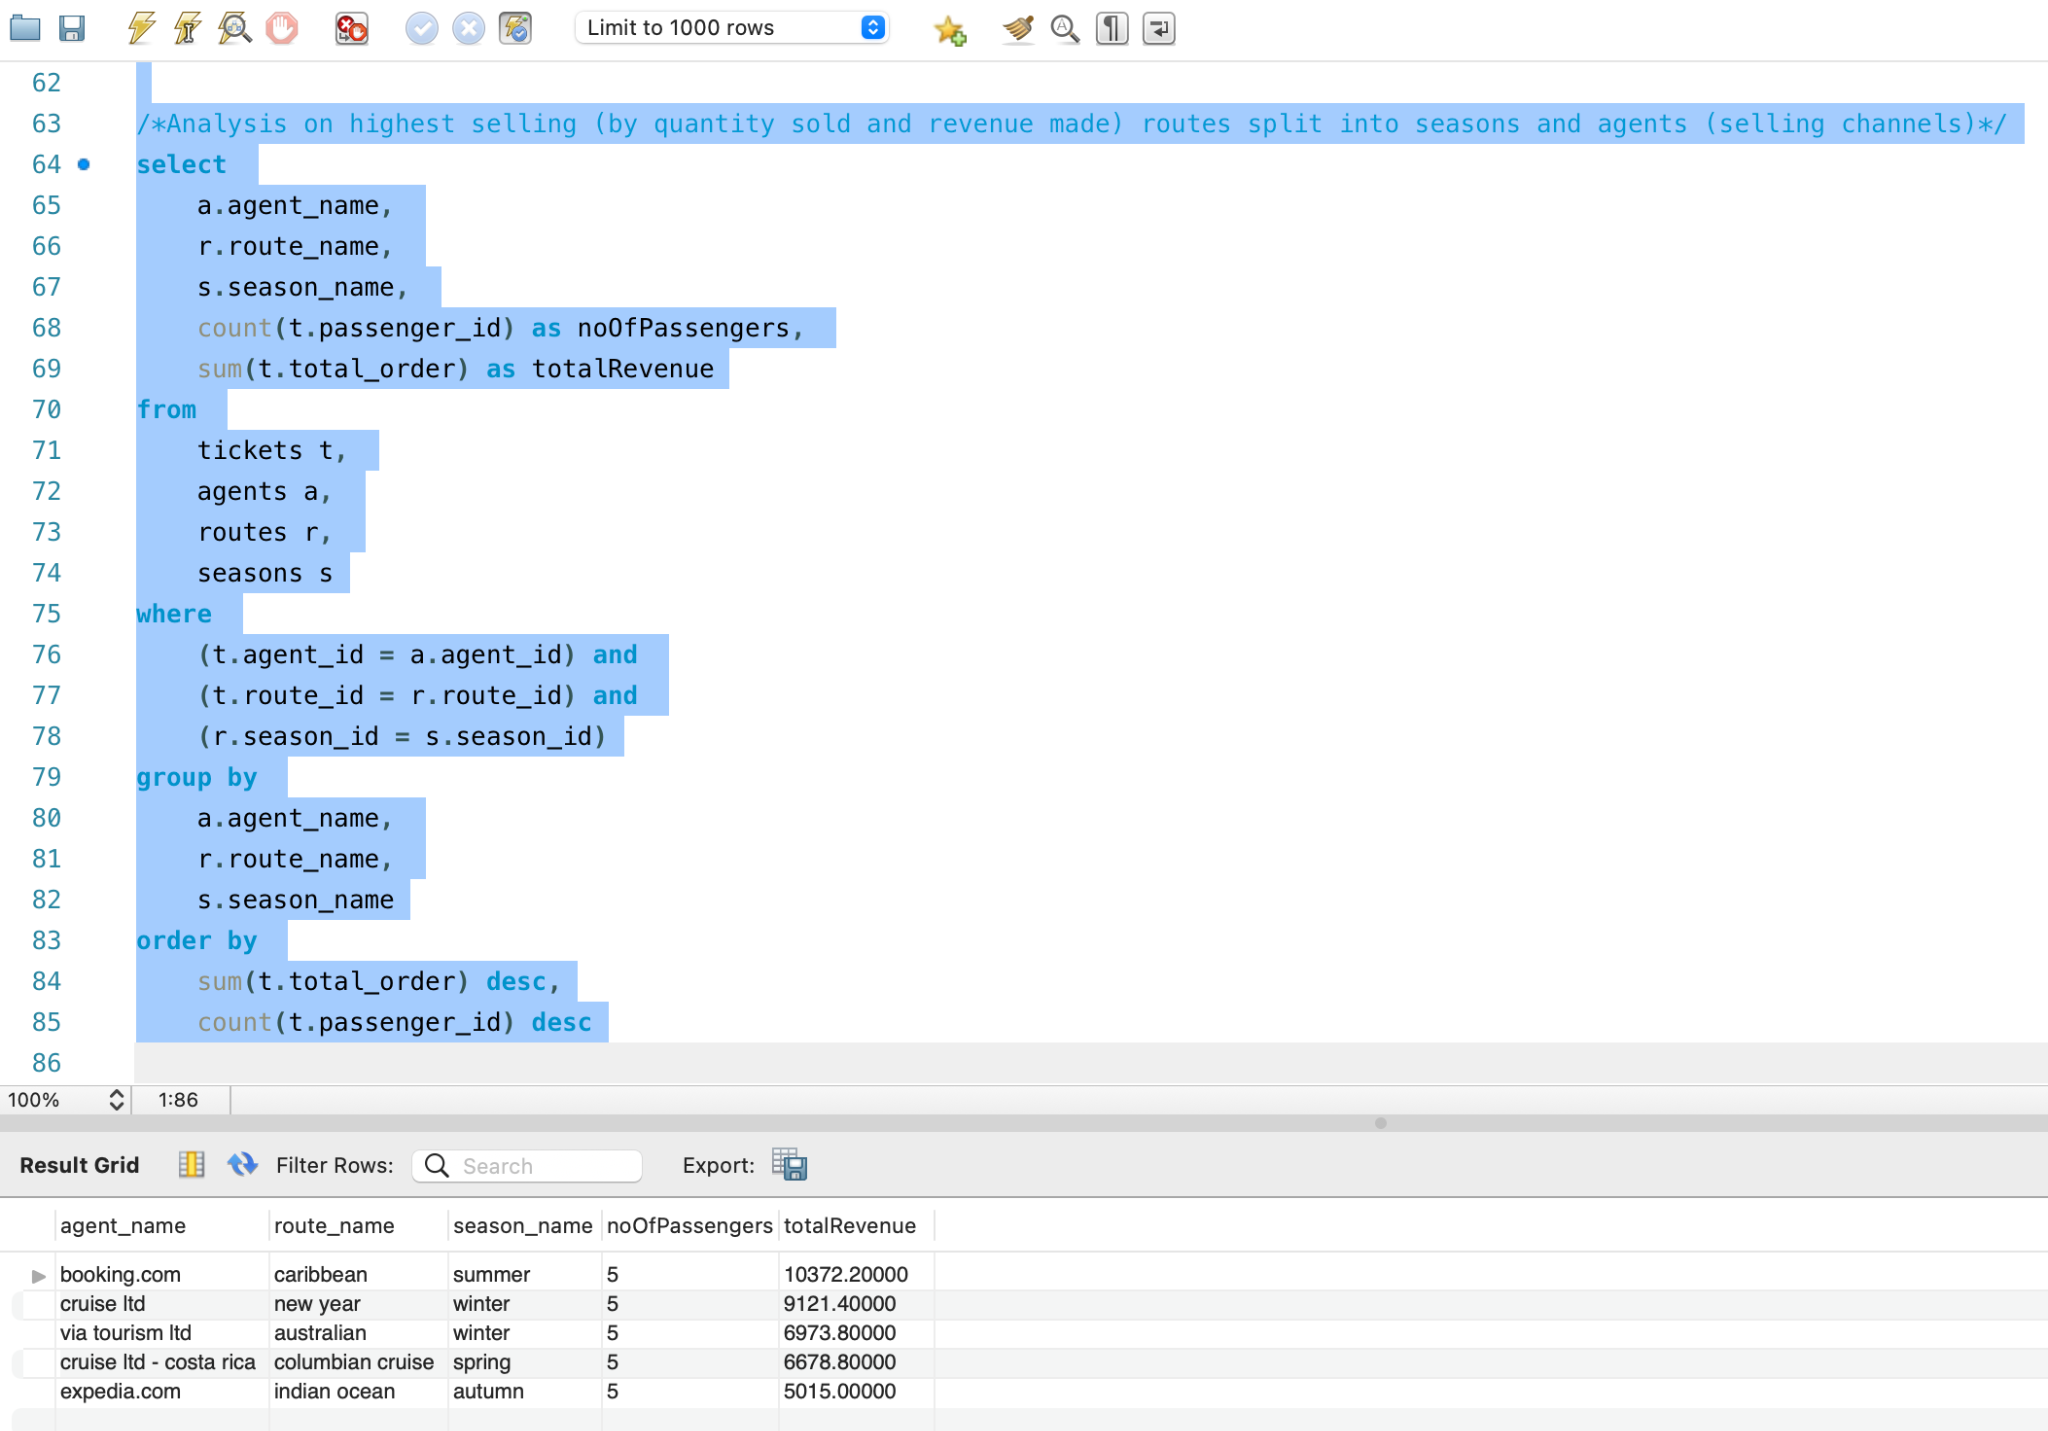 Limit to 1000 rows
62
63 /*Analysis on highest selling (by quantity sold and revenue made) routes split into seasons and agents (selling channels)*/
64 select
65 a.agent_name,
66 r.route_name,
67 s.season_name,
68 count(t.passenger_id) as noOfPassengers,
69 sum(t.total_order) as totalRevenue
70 from
71 tickets t,
72 agents a,
73 routes r,
74 seasons s
75 where
76 (t.agent_id = a.agent_id) and
77 (t.route_id = r.route_id) and
78 (r.season_id = s.season_id)
79 group by
80 a.agent_name,
81 r.route_name,
82 s.season_name
83 order by
84 sum(t.total_order) desc,
85 count(t.passenger_id) desc
86
100% 1:86
Result Grid Filter Rows: Search Export:
agent_name route_name season_name noOfPassengers totalRevenue
booking.com caribbean summer 5 10372.20000
cruise ltd new year winter 5 9121.40000
via tourism ltd australian winter 5 6973.80000
cruise ltd - costa rica columbian cruise spring 5 6678.80000
expedia.com indian ocean autumn 5 5015.00000